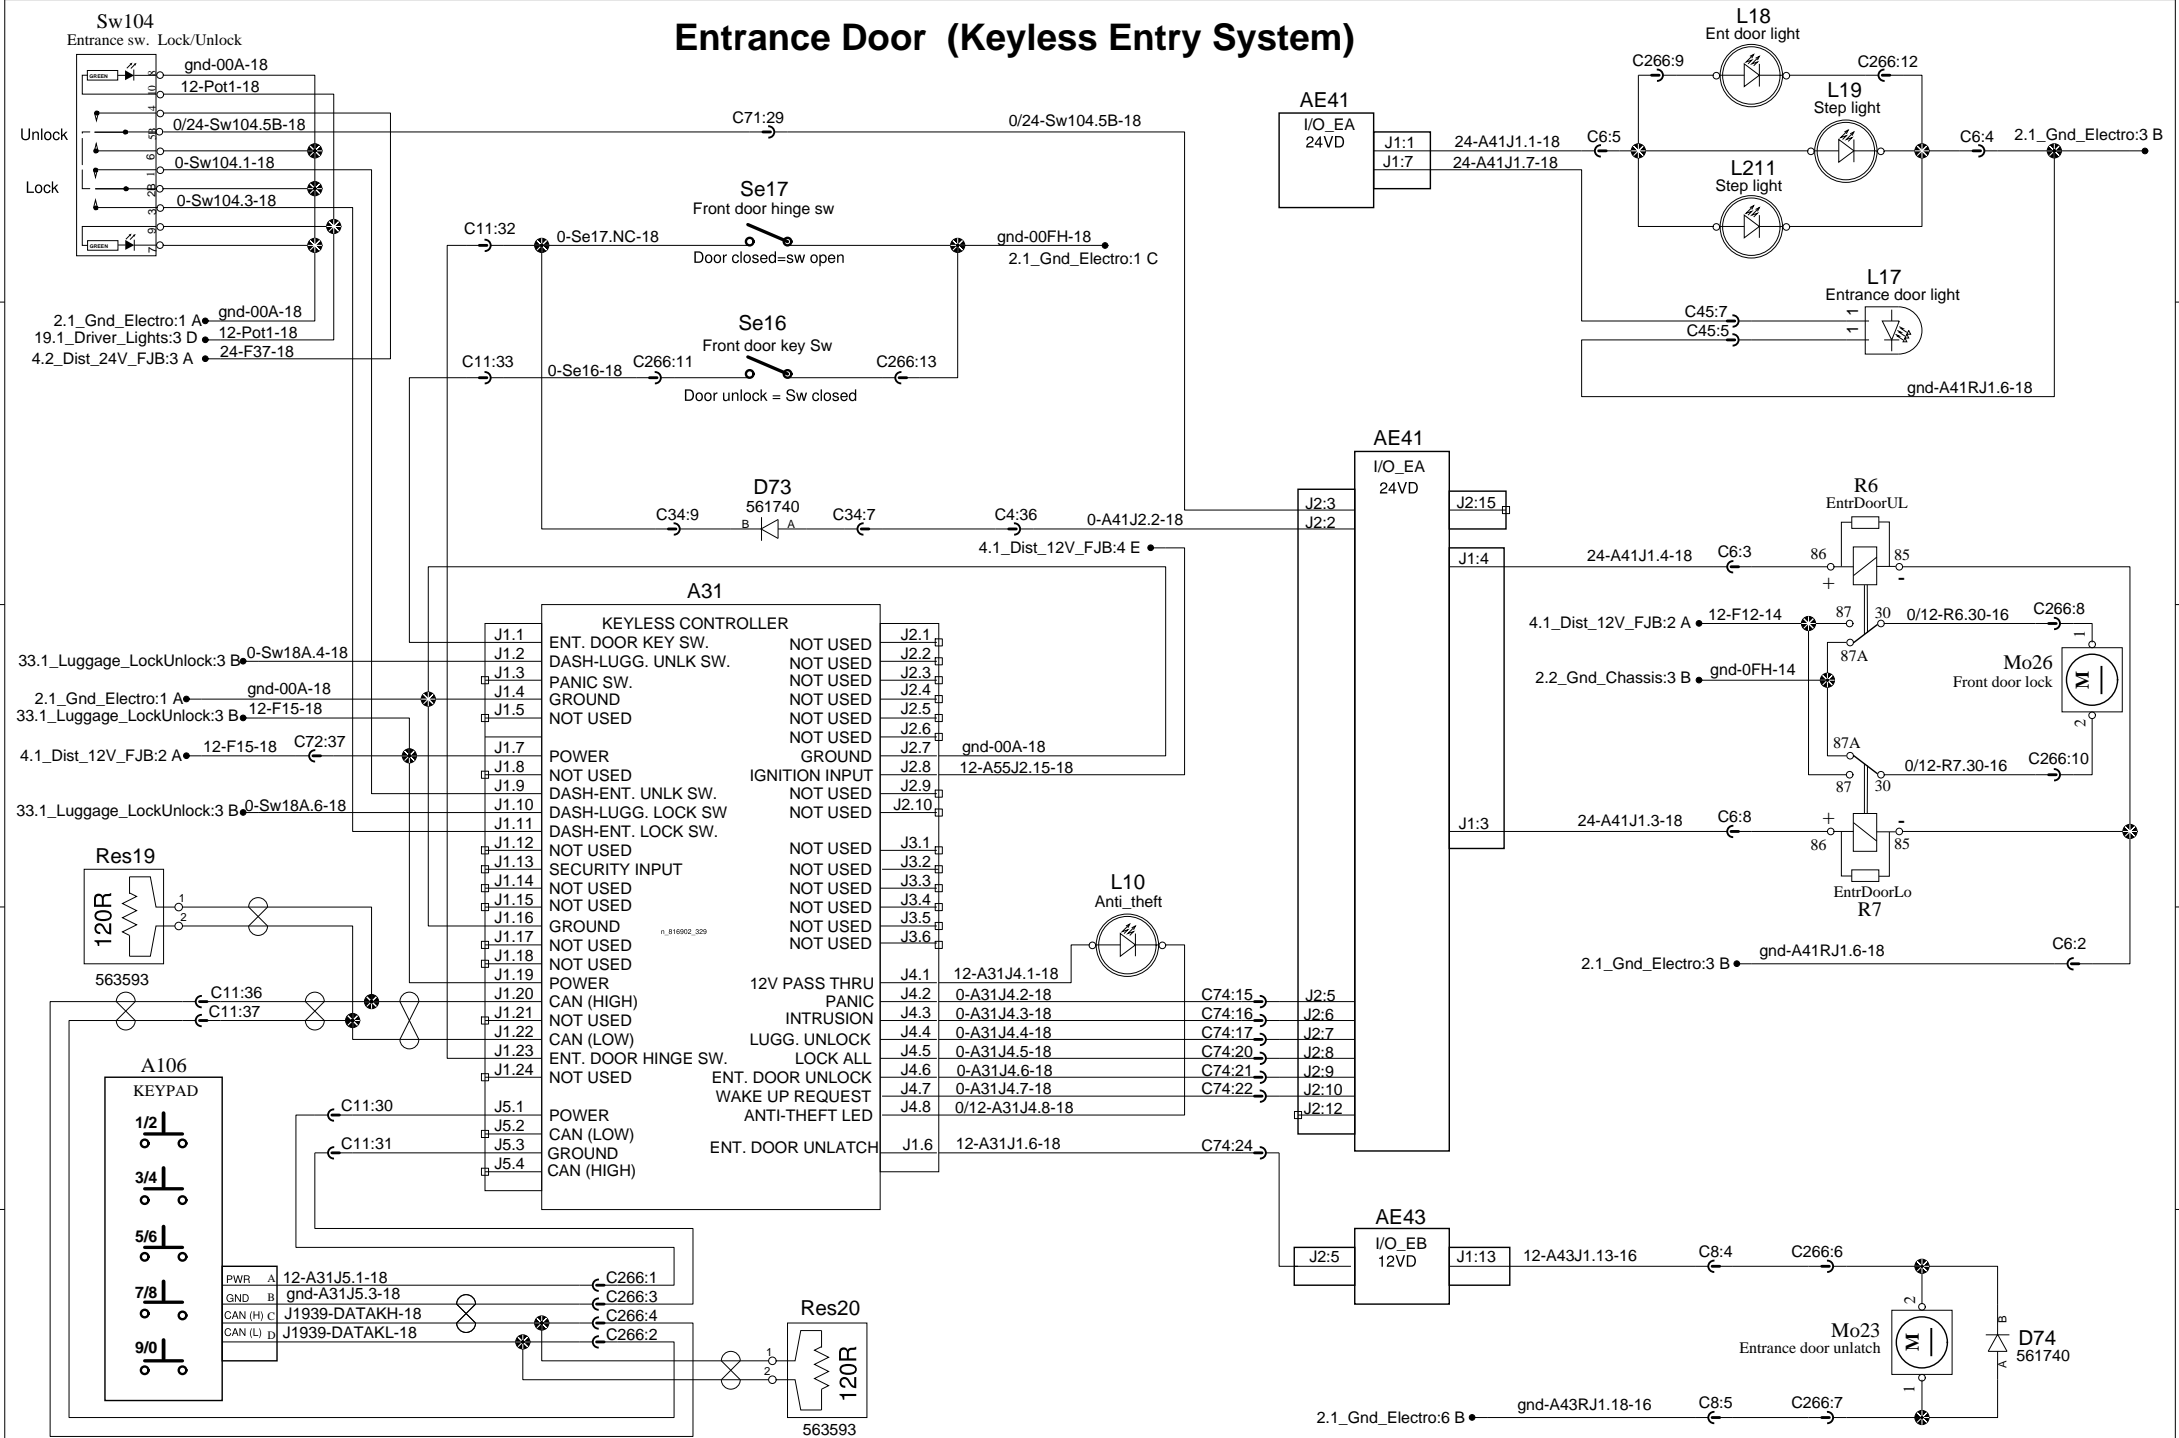 Entrance Door (Keyless Entry System)
Sw104
Entrance sw. Lock/Unlock
GREEN
8
gnd-00A-18
10
12-Pot1-18
4
Unlock
5B
0/24-Sw104.5B-18
C71:29
0/24-Sw104.5B-18
6
1
0-Sw104.1-18
Lock
2B
3
0-Sw104.3-18
9
GREEN
7
2.1_Gnd_Electro:1 A
gnd-00A-18
19.1_Driver_Lights:3 D
12-Pot1-18
4.2_Dist_24V_FJB:3 A
24-F37-18
Se17
Front door hinge sw
C11:32
0-Se17.NC-18
Door closed=sw open
gnd-00FH-18
2.1_Gnd_Electro:1 C
Se16
Front door key Sw
C11:33
0-Se16-18
C266:11
C266:13
Door unlock = Sw closed
D73
561740
C34:9
B
A
C34:7
C4:36
0-A41J2.2-18
4.1_Dist_12V_FJB:4 E
AE41
I/O_EA
24VD
J1:1
J1:7
24-A41J1.1-18
24-A41J1.7-18
C6:5
L18
Ent door light
C266:9
C266:12
L19
Step light
C6:4
2.1_Gnd_Electro:3 B
L211
Step light
L17
Entrance door light
C45:7
C45:5
1
1
gnd-A41RJ1.6-18
AE41
I/O_EA
24VD
J2:3
J2:2
J2:15
J1:4
J1:3
J2:5
J2:6
J2:7
J2:8
J2:9
J2:10
J2:12
24-A41J1.4-18
C6:3
R6
EntrDoorUL
86
85
+
-
4.1_Dist_12V_FJB:2 A
12-F12-14
87
30
0/12-R6.30-16
C266:8
87A
2.2_Gnd_Chassis:3 B
gnd-0FH-14
1
Mo26
Front door lock
M
2
87A
87
30
0/12-R7.30-16
C266:10
24-A41J1.3-18
C6:8
+
-
86
85
EntrDoorLo
R7
2.1_Gnd_Electro:3 B
gnd-A41RJ1.6-18
C6:2
A31
KEYLESS CONTROLLER
n_816902_329
J1.1
ENT. DOOR KEY SW.
J1.2
DASH-LUGG. UNLK SW.
J1.3
PANIC SW.
J1.4
GROUND
J1.5
NOT USED
J1.7
POWER
J1.8
NOT USED
J1.9
DASH-ENT. UNLK SW.
J1.10
DASH-LUGG. LOCK SW
J1.11
DASH-ENT. LOCK SW.
J1.12
NOT USED
J1.13
SECURITY INPUT
J1.14
NOT USED
J1.15
NOT USED
J1.16
GROUND
J1.17
NOT USED
J1.18
NOT USED
J1.19
POWER
J1.20
CAN (HIGH)
J1.21
NOT USED
J1.22
CAN (LOW)
J1.23
ENT. DOOR HINGE SW.
J1.24
NOT USED
J5.1
POWER
J5.2
CAN (LOW)
J5.3
GROUND
J5.4
CAN (HIGH)
NOT USED
J2.1
NOT USED
J2.2
NOT USED
J2.3
NOT USED
J2.4
NOT USED
J2.5
NOT USED
J2.6
GROUND
J2.7
gnd-00A-18
IGNITION INPUT
J2.8
12-A55J2.15-18
NOT USED
J2.9
NOT USED
J2.10
NOT USED
J3.1
NOT USED
J3.2
NOT USED
J3.3
NOT USED
J3.4
NOT USED
J3.5
NOT USED
J3.6
12V PASS THRU
J4.1
12-A31J4.1-18
PANIC
J4.2
0-A31J4.2-18
C74:15
INTRUSION
J4.3
0-A31J4.3-18
C74:16
LUGG. UNLOCK
J4.4
0-A31J4.4-18
C74:17
LOCK ALL
J4.5
0-A31J4.5-18
C74:20
ENT. DOOR UNLOCK
J4.6
0-A31J4.6-18
C74:21
WAKE UP REQUEST
J4.7
0-A31J4.7-18
C74:22
ANTI-THEFT LED
J4.8
0/12-A31J4.8-18
ENT. DOOR UNLATCH
J1.6
12-A31J1.6-18
C74:24
L10
Anti_theft
33.1_Luggage_LockUnlock:3 B
0-Sw18A.4-18
2.1_Gnd_Electro:1 A
gnd-00A-18
33.1_Luggage_LockUnlock:3 B
12-F15-18
4.1_Dist_12V_FJB:2 A
12-F15-18
C72:37
33.1_Luggage_LockUnlock:3 B
0-Sw18A.6-18
Res19
120R
1
2
563593
C11:36
C11:37
A106
KEYPAD
1/2
3/4
5/6
7/8
9/0
C11:30
C11:31
PWR
A
12-A31J5.1-18
C266:1
GND
B
gnd-A31J5.3-18
C266:3
CAN (H)
C
J1939-DATAKH-18
C266:4
CAN (L)
D
J1939-DATAKL-18
C266:2
Res20
1
2
120R
563593
AE43
I/O_EB
12VD
J2:5
J1:13
12-A43J1.13-16
C8:4
C266:6
2
Mo23
Entrance door unlatch
M
1
B
D74
561740
A
2.1_Gnd_Electro:6 B
gnd-A43RJ1.18-16
C8:5
C266:7